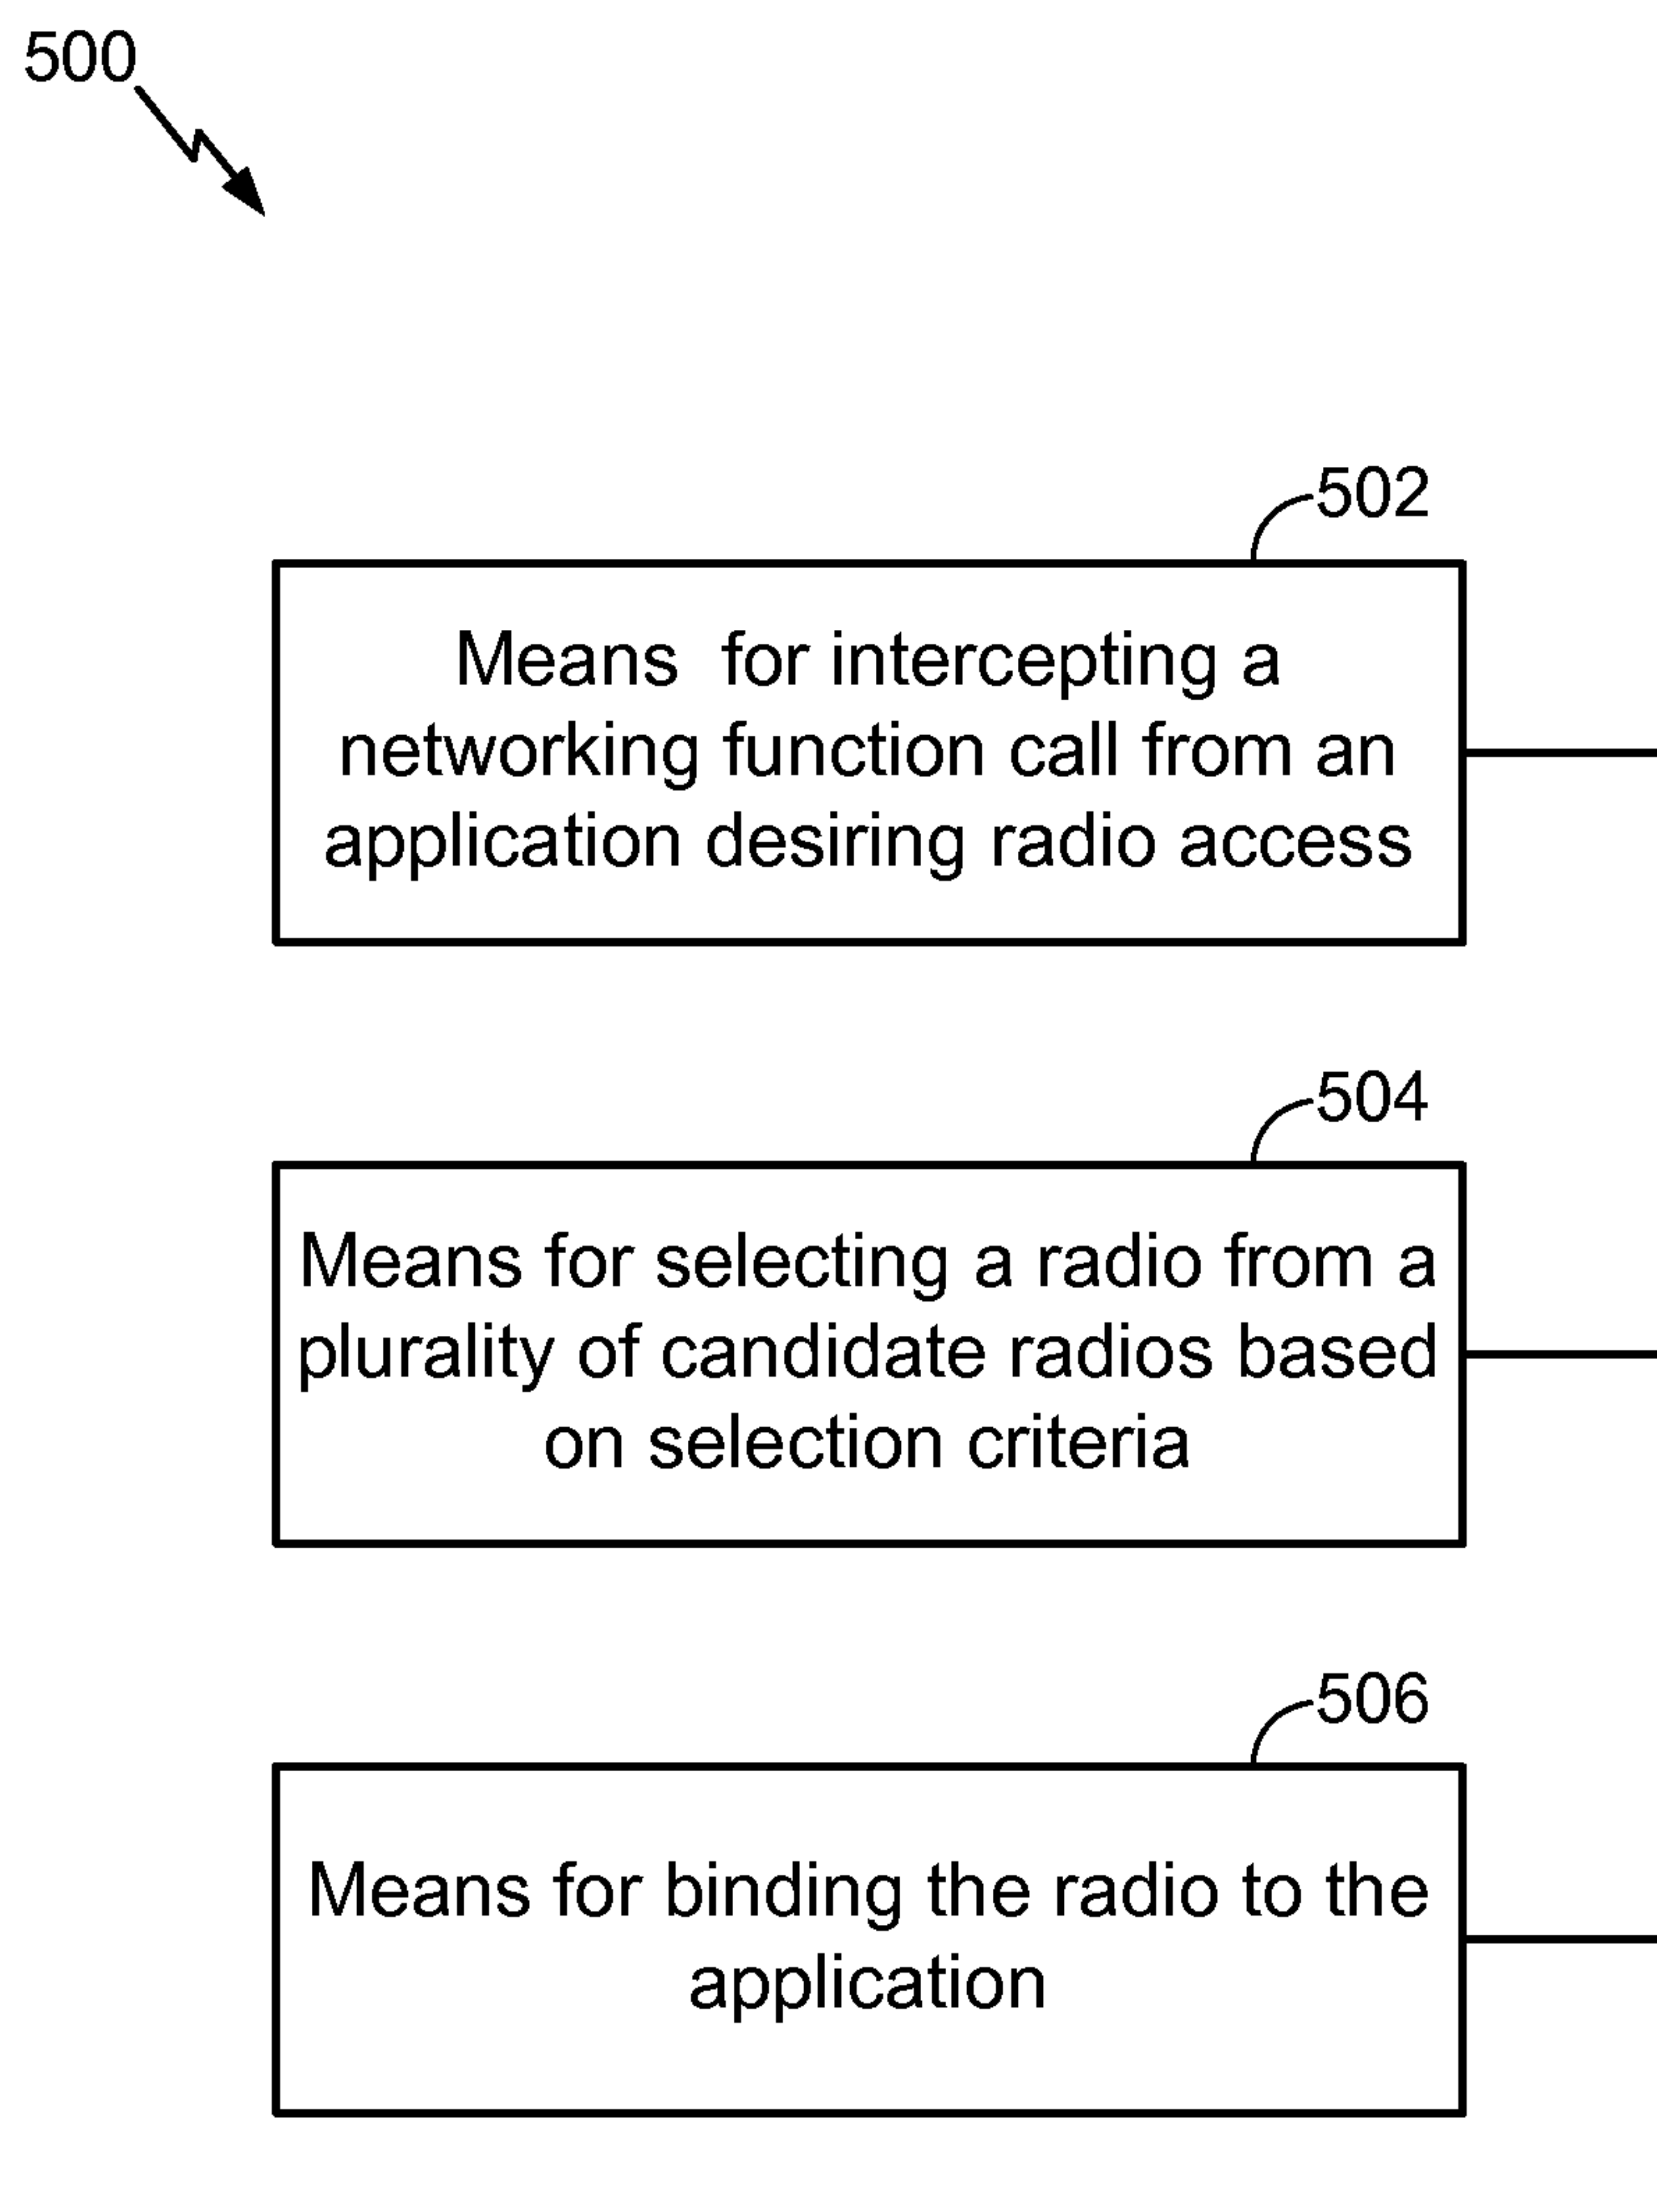 500
502
Means for intercepting a
networking function call from an
application desiring radio access
504
Means for selecting a radio from a
plurality of candidate radios based
on selection criteria
506
Means for binding the radio to the
application